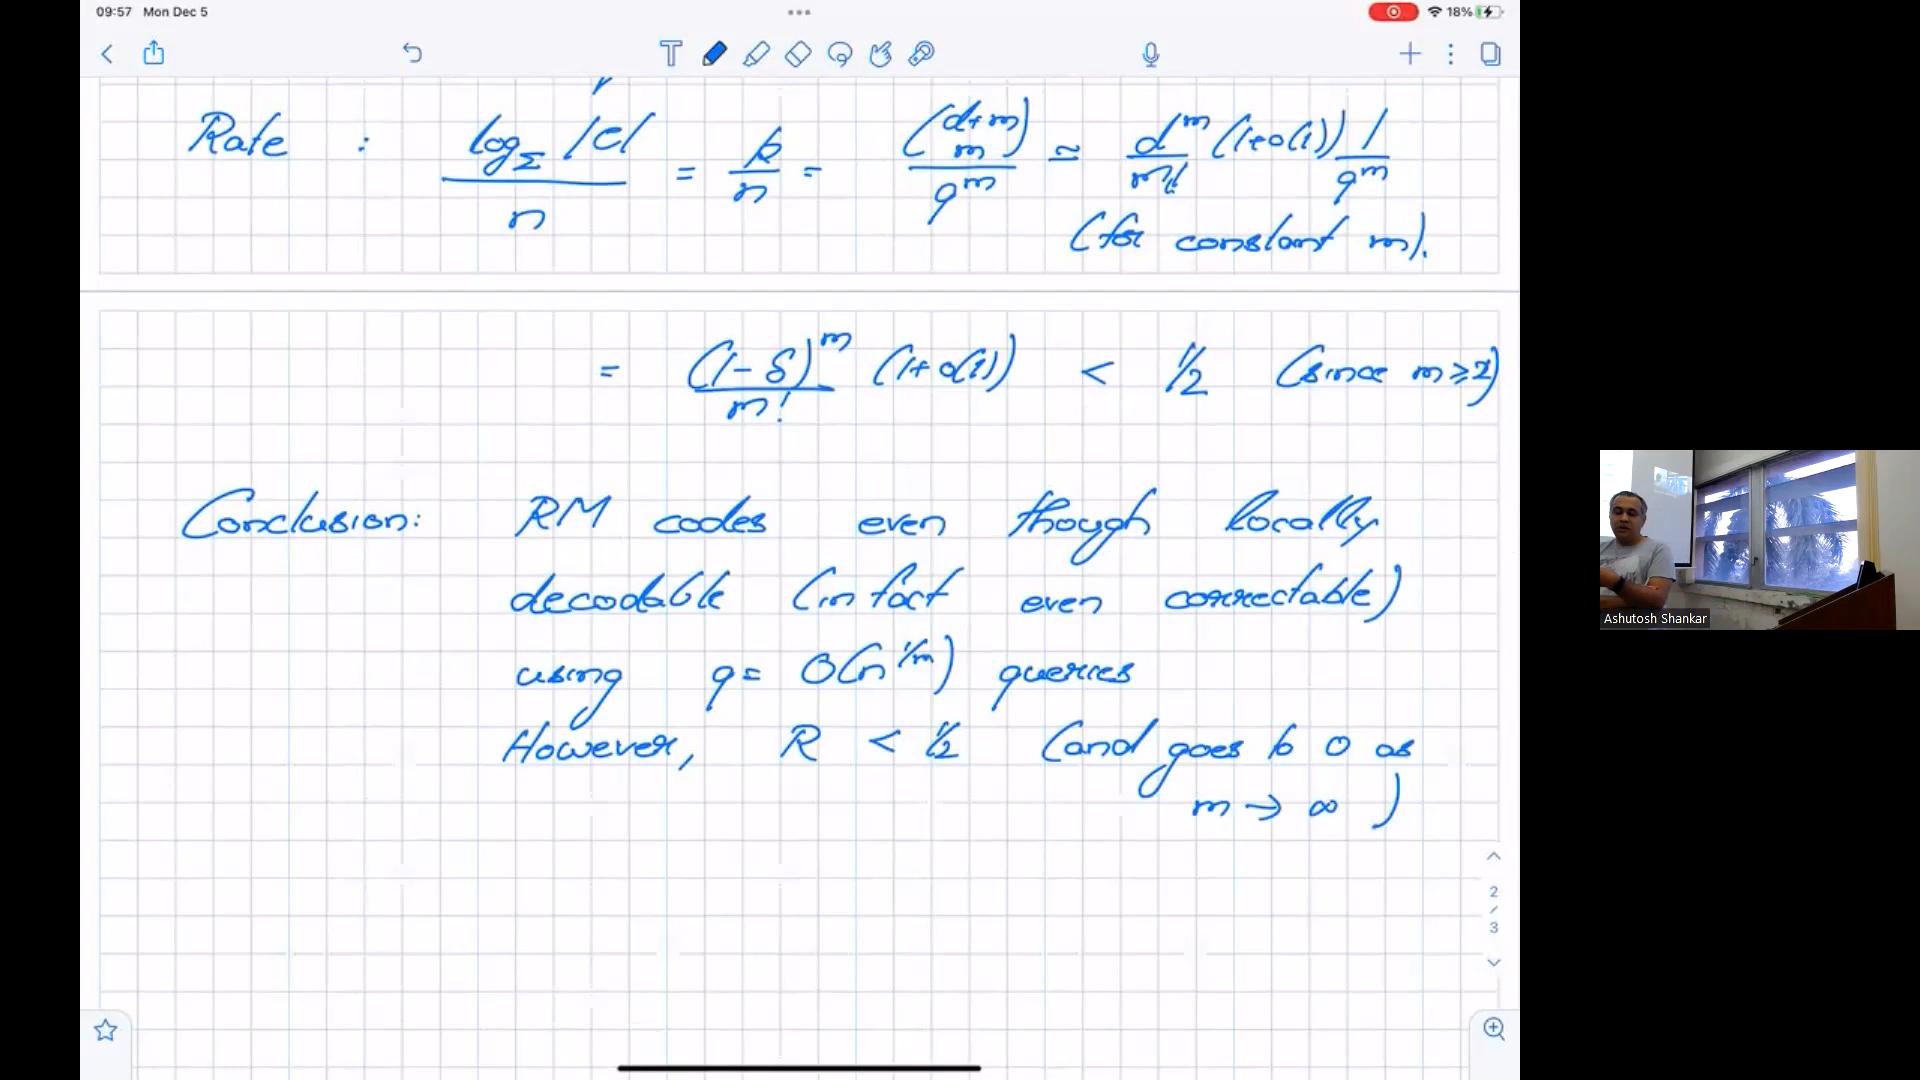 09:57 Mon Dec 5
18%
Rate : log_Σ |C| / n = k/n = (d+m choose m) / q^m ≃ d^m/m! (1+o(1)) 1/q^m
(for constant m).
= (1-δ)^m / m! (1+o(1)) < 1/2 (since m≥2)
Conclusion: RM codes even though locally
decodable (in fact even correctable)
using q = O(n^{1/m}) queries
However, R < 1/2 (and goes to 0 as
m → ∞ )
2
/
3
Ashutosh Shankar